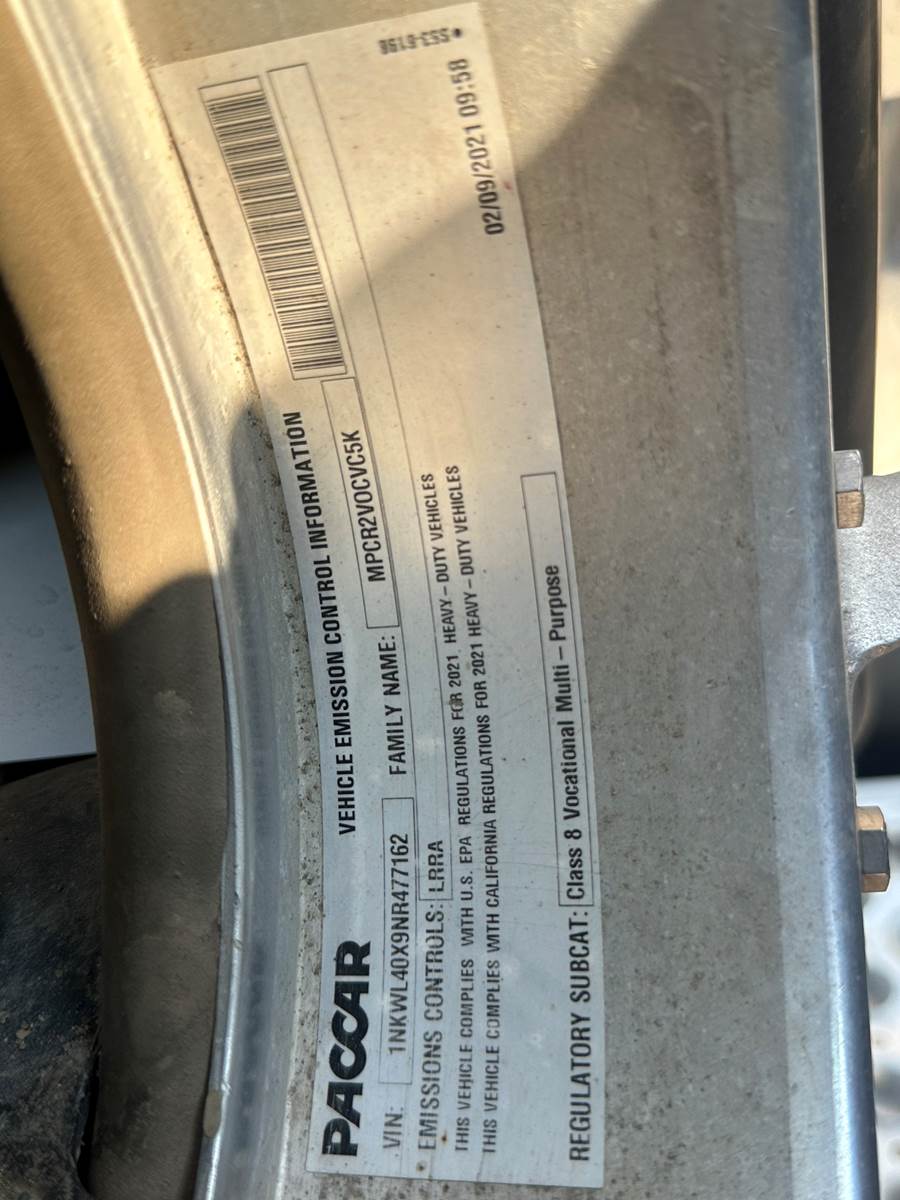 PACCAR
VEHICLE EMISSION CONTROL INFORMATION
VIN: 1NKWL40X9NR477162 FAMILY NAME: MPCR2VOCVC5K
EMISSIONS CONTROLS: LRRA
THIS VEHICLE COMPLIES WITH U.S. EPA REGULATIONS FOR 2021 HEAVY-DUTY VEHICLES
THIS VEHICLE COMPLIES WITH CALIFORNIA REGULATIONS FOR 2021 HEAVY-DUTY VEHICLES
REGULATORY SUBCAT: Class 8 Vocational Multi-Purpose
02/09/2021 09:58